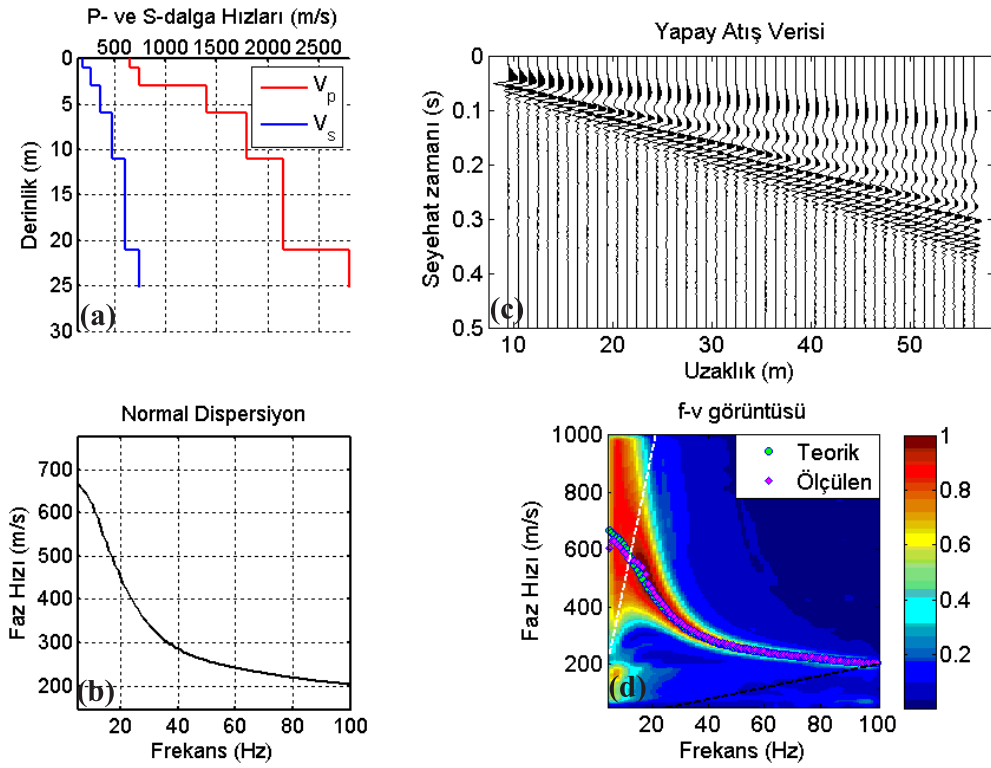 P- ve S-dalga Hızları (m/s)
500 1000 1500 2000 2500
0
5
10
15
20
25
30
Derinlik (m)
Vp
Vs
(a)
Yapay Atış Verisi
0
0.1
0.2
0.3
0.4
0.5
Seyehat zamanı (s)
(c)
10 20 30 40 50
Uzaklık (m)
Normal Dispersiyon
700
600
500
400
300
200
Faz Hızı (m/s)
(b)
20 40 60 80 100
Frekans (Hz)
f-v görüntüsü
1000
800
600
400
200
Faz Hızı (m/s)
Teorik
Ölçülen
(d)
20 40 60 80 100
Frekans (Hz)
1
0.8
0.6
0.4
0.2